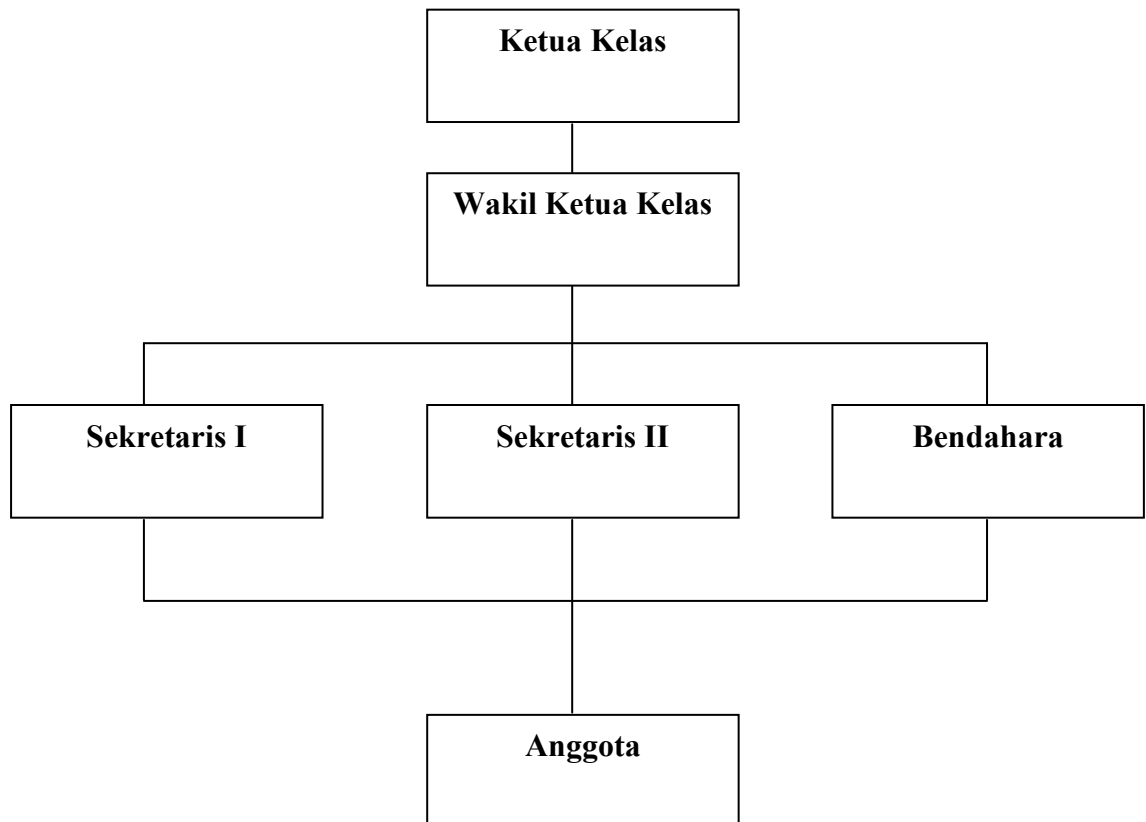 Ketua Kelas
Wakil Ketua Kelas
Sekretaris I
Sekretaris II
Bendahara
Anggota